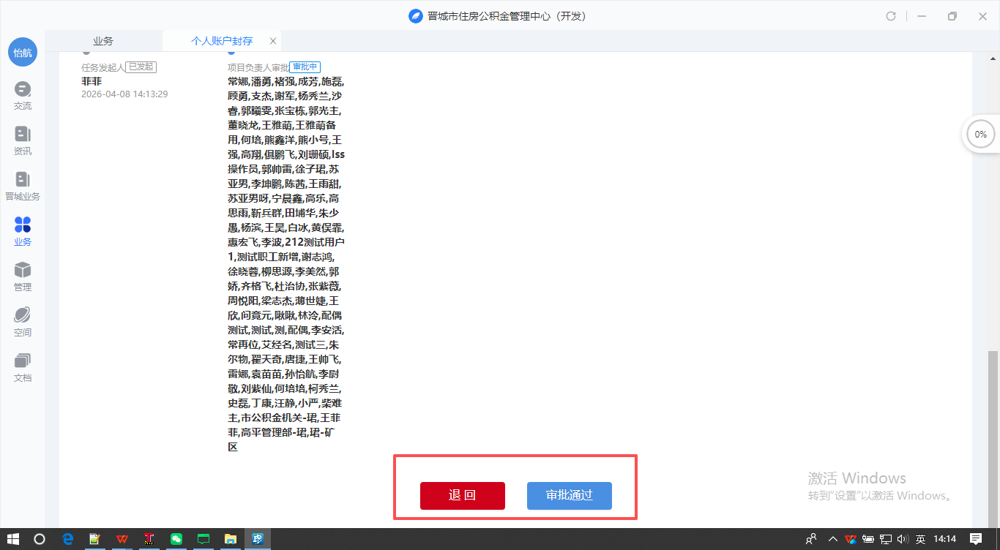 晋城市住房公积金管理中心（开发）
业务
个人账户封存
怡航
交流
资讯
晋城业务
业务
管理
空间
文档
任务发起人 已发起
菲菲
2026-04-08 14:13:29
项目负责人审批 审批中
常娜,潘勇,褚强,成芳,施磊,
顾勇,支杰,谢军,杨秀兰,沙
睿,郭曦雯,张宝栋,郭光主,
董晓龙,王雅萌,王雅萌备
用,何培,熊鑫洋,熊小号,王
强,高翔,俱鹏飞,刘珊硕,lss
操作员,郭帅雷,徐子珺,苏
亚男,李坤鹏,陈茜,王雨甜,
苏亚男呀,宁晨鑫,高乐,高
思雨,靳兵群,田埔华,朱少
愚,杨滨,王昊,白冰,黄俣霏,
惠宏飞,李波,212测试用户
1,测试职工新增,谢志鸿,
徐晓蓉,柳思源,李美然,郭
娇,齐格飞,杜治协,张紫薇,
周悦阳,梁志杰,薄世婕,王
欣,问竟元,啾啾,林泠,配偶
测试,测试,测,配偶,李安活,
常再位,艾经名,测试三,朱
尔物,翟天奇,唐捷,王帅飞,
雷娜,袁苗苗,孙怡航,李尉
敬,刘紫仙,何培培,柯秀兰,
史磊,丁康,汪静,小严,柴难
主,市公积金机关-珺,王菲
菲,高平管理部-珺,珺-矿
区
0%
退 回
审批通过
激活 Windows
转到"设置"以激活 Windows。
英
14:14